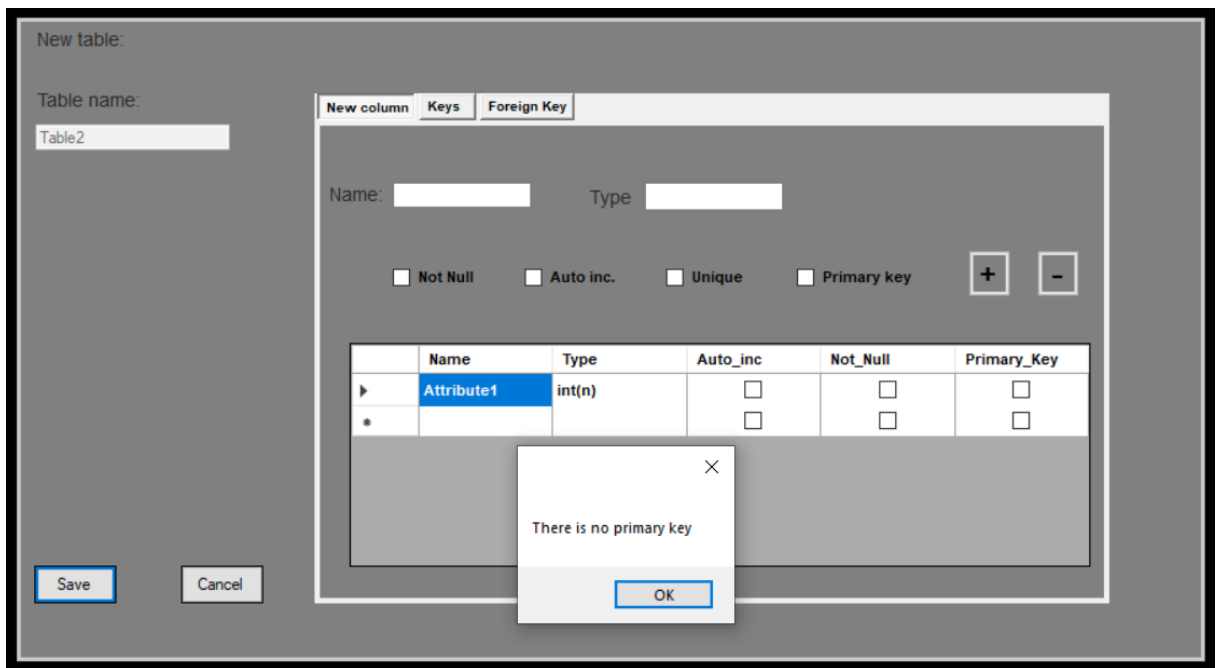 New table:
Table name:
Table2
New column Keys Foreign Key
Name: Type
Not Null Auto inc. Unique Primary key + -
Name Type Auto_inc Not_Null Primary_Key
Attribute1 int(n)
There is no primary key
OK
Save Cancel